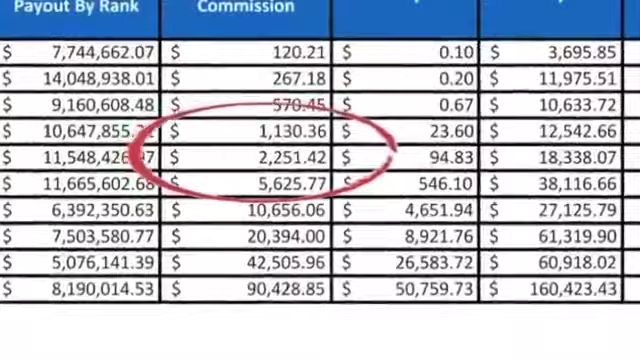 Payout By Rank Commission
$ 7,744,662.07 $ 120.21 $ 0.10 $ 3,695.85
$ 14,048,938.01 $ 267.18 $ 0.20 $ 11,975.51
$ 9,160,608.48 $ 570.45 $ 0.67 $ 10,633.72
$ $ 1,130.36 $ 23.60 $ 12,542.66
$ $ 2,251.42 $ 94.83 $ 18,338.07
$ 11,665,602.68 $ 5,625.77 $ 546.10 $ 38,116.66
$ 6,392,350.63 $ 10,656.06 $ 4,651.94 $ 27,125.79
$ 7,503,580.77 $ 20,394.00 $ 8,921.76 $ 61,319.90
$ 5,076,141.39 $ 42,505.96 $ 26,583.72 $ 60,918.02
$ 8,190,014.53 $ 90,428.85 $ 50,759.73 $ 160,423.43